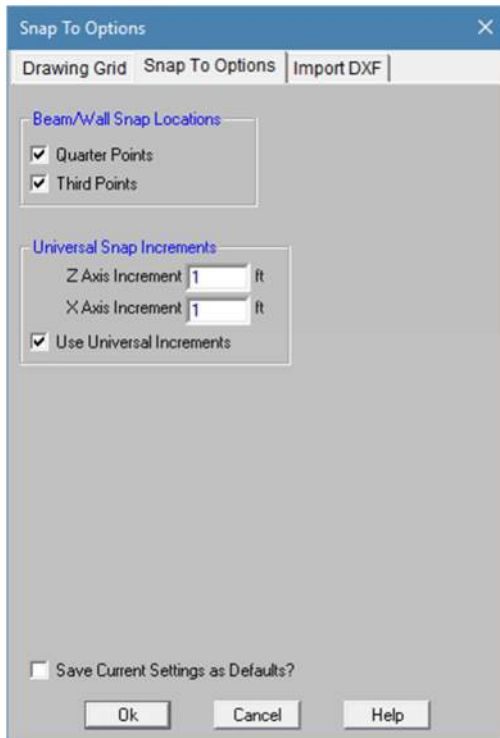 Snap To Options
Drawing Grid Snap To Options Import DXF
Beam/Wall Snap Locations
Quarter Points
Third Points
Universal Snap Increments
Z Axis Increment 1 ft
X Axis Increment 1 ft
Use Universal Increments
Save Current Settings as Defaults?
Ok Cancel Help